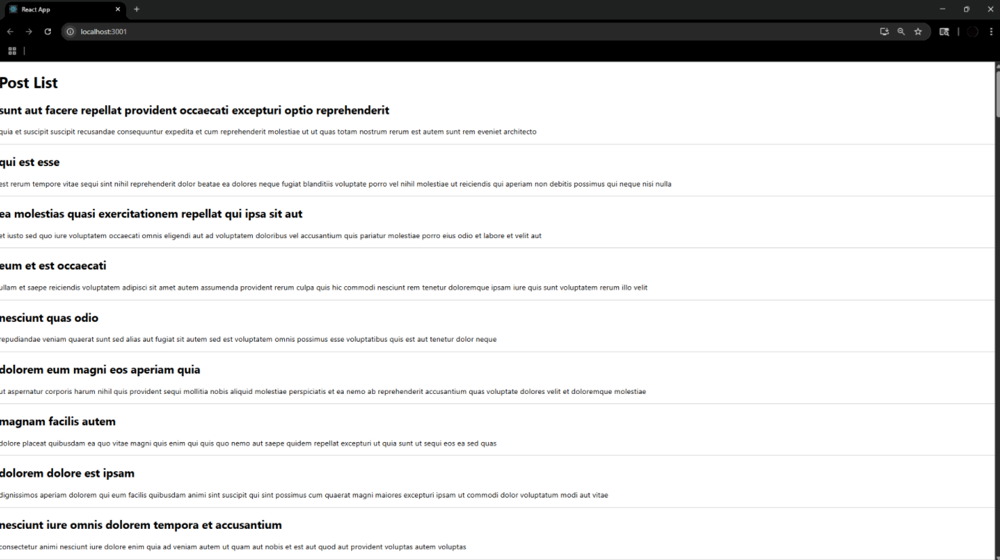 React App
localhost:3001
Post List
sunt aut facere repellat provident occaecati excepturi optio reprehenderit
quia et suscipit suscipit recusandae consequuntur expedita et cum reprehenderit molestiae ut ut quas totam nostrum rerum est autem sunt rem eveniet architecto
qui est esse
est rerum tempore vitae sequi sint nihil reprehenderit dolor beatae ea dolores neque fugiat blanditiis voluptate porro vel nihil molestiae ut reiciendis qui aperiam non debitis possimus qui neque nisi nulla
ea molestias quasi exercitationem repellat qui ipsa sit aut
et iusto sed quo iure voluptatem occaecati omnis eligendi aut ad voluptatem doloribus vel accusantium quis pariatur molestiae porro eius odio et labore et velit aut
eum et est occaecati
ullam et saepe reiciendis voluptatem adipisci sit amet autem assumenda provident rerum culpa quis hic commodi nesciunt rem tenetur doloremque ipsam iure quis sunt voluptatem rerum illo velit
nesciunt quas odio
repudiandae veniam quaerat sunt sed alias aut fugiat sit autem sed est voluptatem omnis possimus esse voluptatibus quis est aut tenetur dolor neque
dolorem eum magni eos aperiam quia
ut aspernatur corporis harum nihil quis provident sequi mollitia nobis aliquid molestiae perspiciatis et ea nemo ab reprehenderit accusantium quas voluptate dolores velit et doloremque molestiae
magnam facilis autem
dolore placeat quibusdam ea quo vitae magni quis enim qui quis quo nemo aut saepe quidem repellat excepturi ut quia sunt ut sequi eos ea sed quas
dolorem dolore est ipsam
dignissimos aperiam dolorem qui eum facilis quibusdam animi sint suscipit qui sint possimus cum quaerat magni maiores excepturi ipsam ut commodi dolor voluptatum modi aut vitae
nesciunt iure omnis dolorem tempora et accusantium
consectetur animi nesciunt iure dolore enim quia ad veniam autem ut quam aut nobis et est aut quod aut provident voluptas autem voluptas